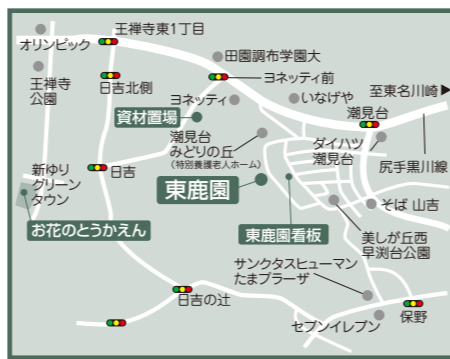 王禅寺東1丁目
オリンピック
田園調布学園大
王禅寺
公園
日吉北側
ヨネッティ前
至東名川崎▶
ヨネッティ
いなげや
潮見台
資材置場
潮見台
みどりの丘
(特別養護老人ホーム)
ダイハツ
潮見台
尻手黒川線
新ゆり
グリーン
タウン
日吉
東鹿園
そば 山吉
お花のとうかえん
東鹿園看板
美しが丘西
早渕台公園
サンクタスヒューマン
たまプラーザ
日吉の辻
セブンイレブン
保野